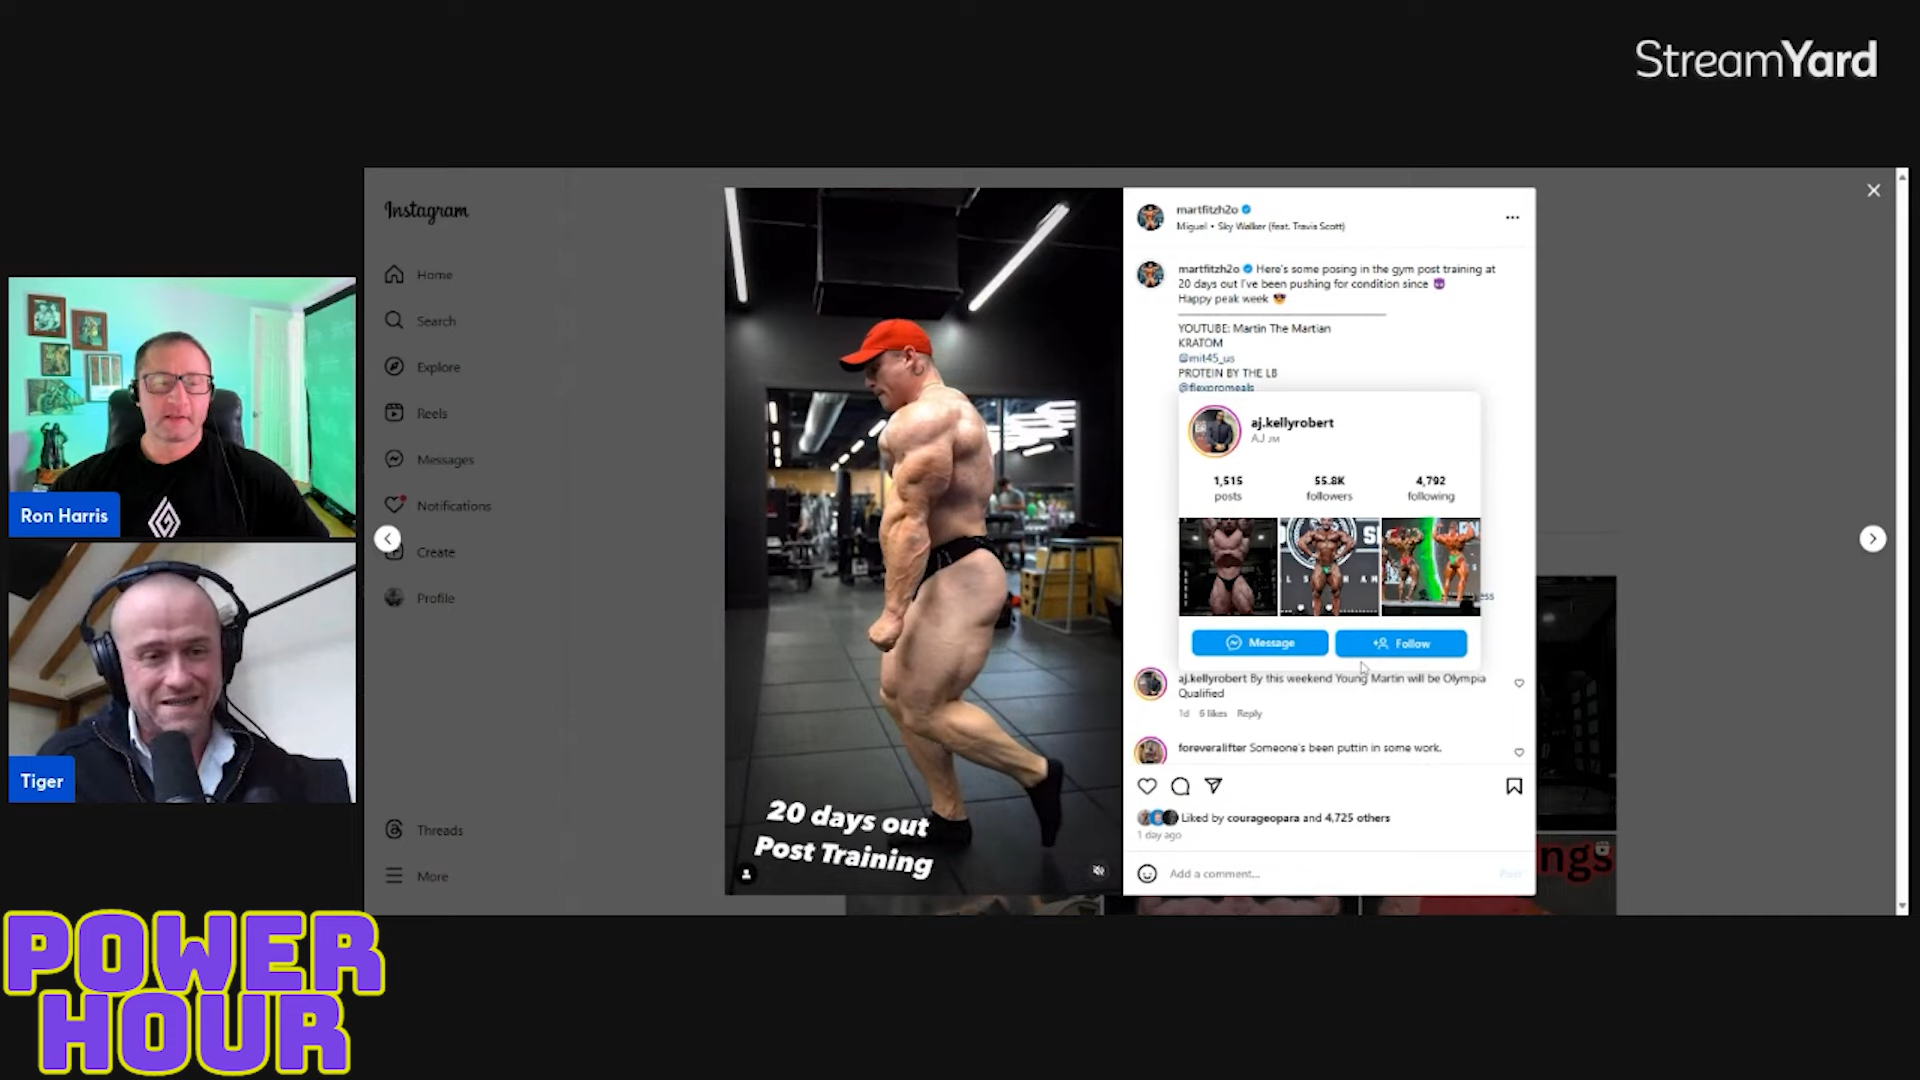 StreamYard
Instagram
Home
Search
Explore
Reels
Messages
Notifications
Create
Profile
Threads
More
Ron Harris
Tiger
POWER
HOUR
20 days out
Post Training
martfitzh2o
Miguel • Sky Walker (feat. Travis Scott)
martfitzh2o Here's some posing in the gym post training at
20 days out I've been pushing for condition since 😈
Happy peak week 😎
YOUTUBE: Martin The Martian
KRATOM
@mit45_us
PROTEIN BY THE LB
@flexpromeals
aj.kellyrobert
AJ JM
1,515
posts
55.8K
followers
4,792
following
Message
Follow
aj.kellyrobert By this weekend Young Martin will be Olympia
Qualified
1d 6 likes Reply
foreveralifter Someone's been puttin in some work.
Liked by courageopara and 4,725 others
1 day ago
Add a comment...
Post
ngs